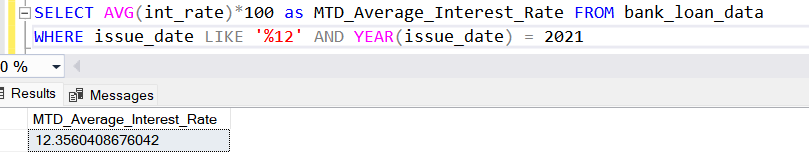 SELECT AVG(int_rate)*100 as MTD_Average_Interest_Rate FROM bank_loan_data
WHERE issue_date LIKE '%12' AND YEAR(issue_date) = 2021
0 %
Results Messages
MTD_Average_Interest_Rate
12.3560408676042